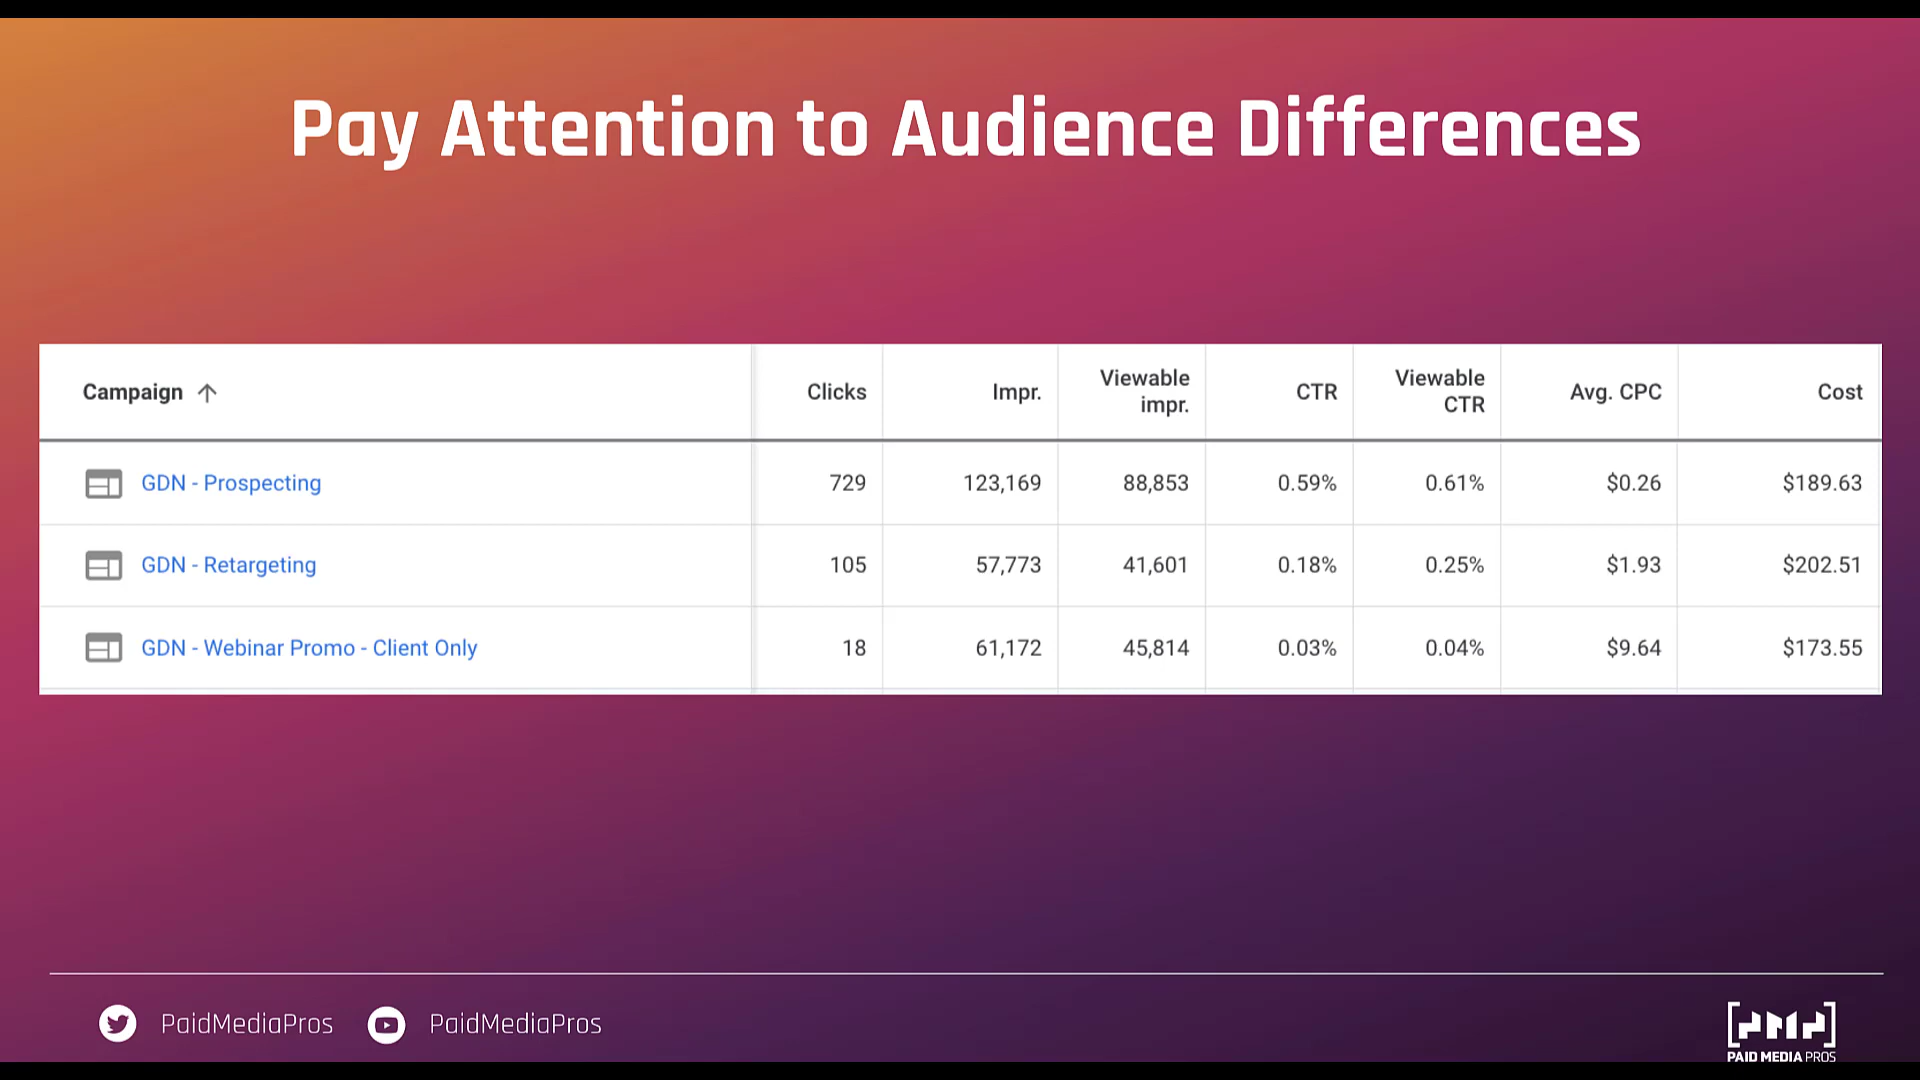 Pay Attention to Audience Differences
Campaign ↑ Clicks Impr. Viewable impr. CTR Viewable CTR Avg. CPC Cost
GDN - Prospecting 729 123,169 88,853 0.59% 0.61% $0.26 $189.63
GDN - Retargeting 105 57,773 41,601 0.18% 0.25% $1.93 $202.51
GDN - Webinar Promo - Client Only 18 61,172 45,814 0.03% 0.04% $9.64 $173.55
PaidMediaPros PaidMediaPros
PMP
PAID MEDIA PROS